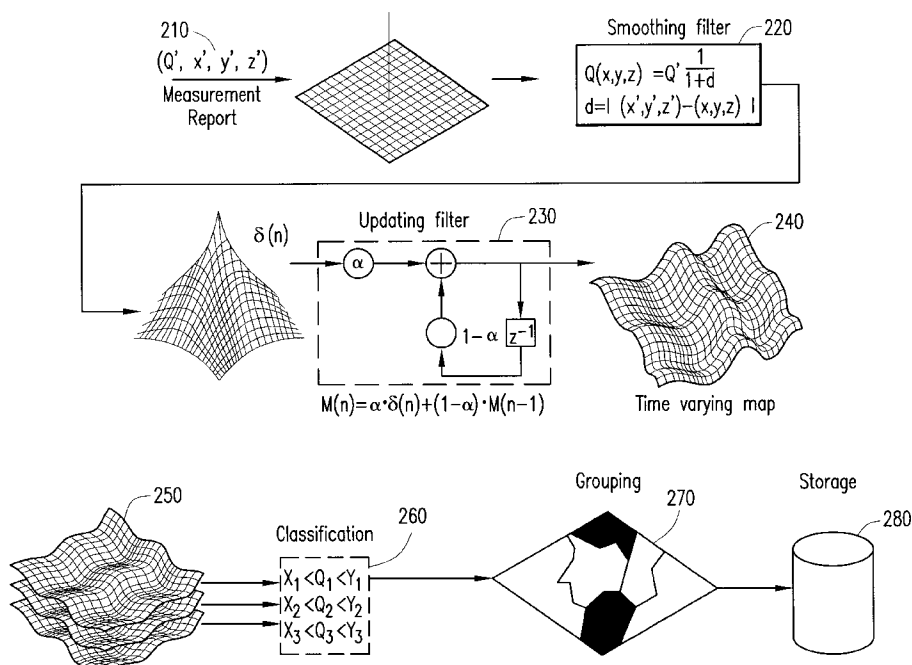 210
(Q', x', y', z')
Measurement
Report
Smoothing filter
220
Q(x,y,z) =Q' 1/1+d
d=| (x',y',z')-(x,y,z) |
δ(n)
Updating filter
230
α
+
1-α
z⁻¹
M(n)=α·δ(n)+(1-α)·M(n-1)
240
Time varying map
250
Classification
260
X₁<Q₁<Y₁
X₂<Q₂<Y₂
X₃<Q₃<Y₃
Grouping
270
Storage
280